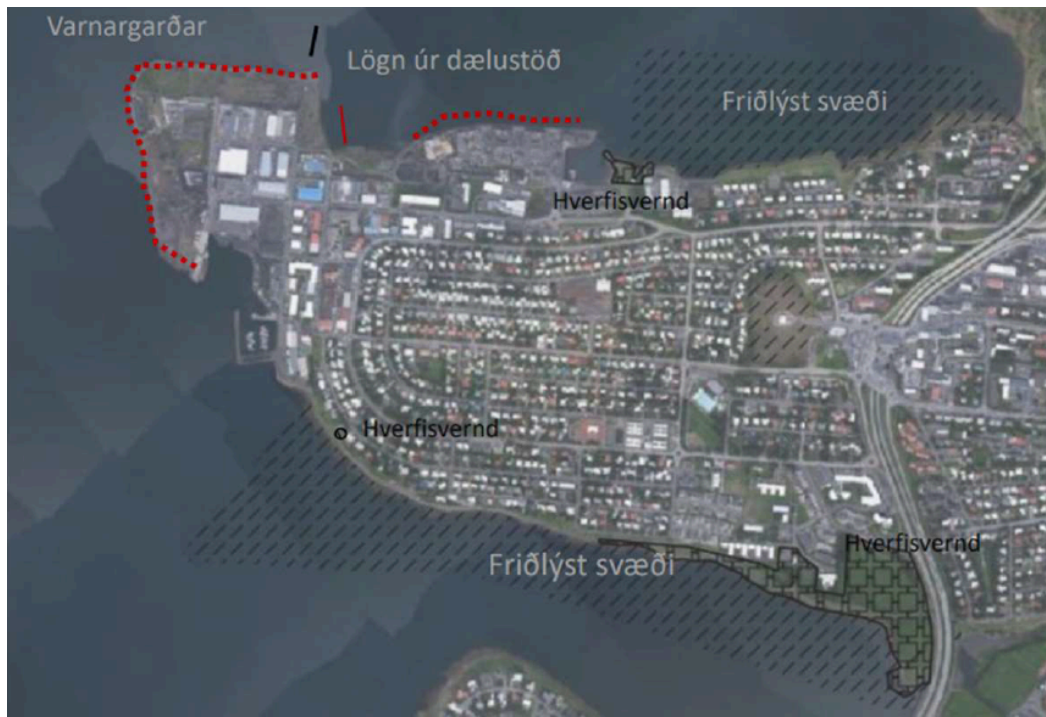 Varnargarðar
Lögn úr dælustöð
Friðlýst svæði
Hverfisvernd
Hverfisvernd
Hverfisvernd
Friðlýst svæði